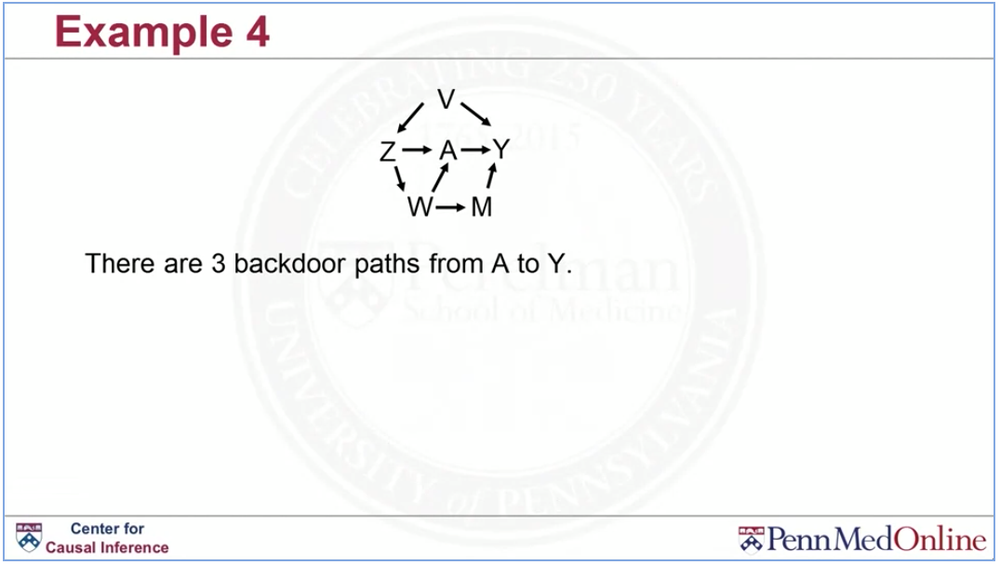 Example 4
V
Z A Y
W M
There are 3 backdoor paths from A to Y.
CELEBRATING 250 YEARS
1765 2015
Perelman
School of Medicine
UNIVERSITY of PENNSYLVANIA
Center for
Causal Inference
PennMedOnline